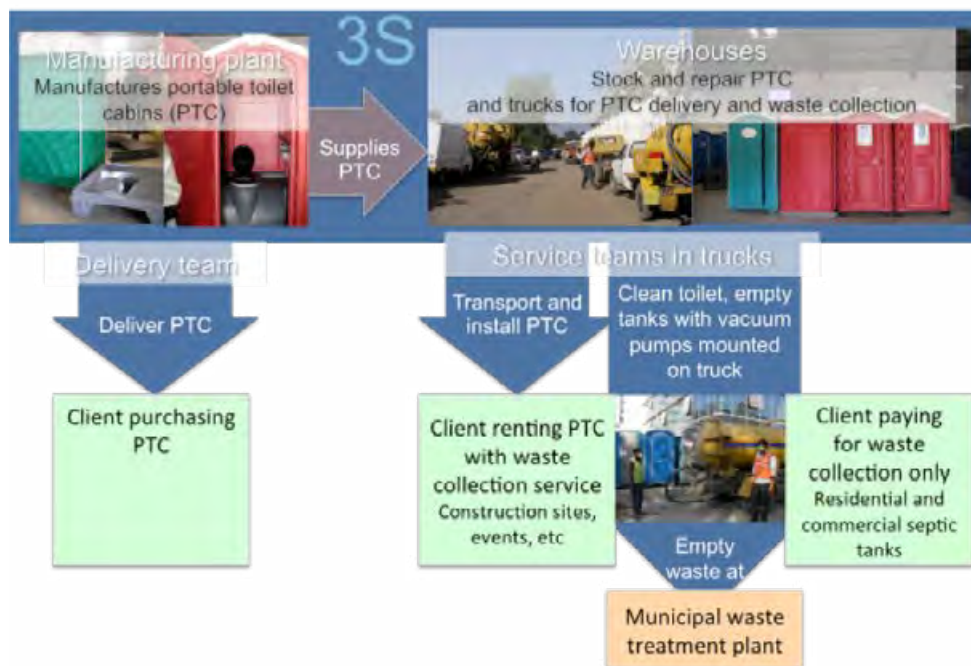 3S
Manufacturing plant
Manufactures portable toilet
cabins (PTC)
Supplies
PTC
Warehouses
Stock and repair PTC
and trucks for PTC delivery and waste collection
Delivery team
Deliver PTC
Client purchasing
PTC
Service teams in trucks
Transport and
install PTC
Clean toilet, empty
tanks with vacuum
pumps mounted
on truck
Client renting PTC
with waste
collection service
Construction sites,
events, etc
Client paying
for waste
collection only
Residential and
commercial septic
tanks
Empty
waste at
Municipal waste
treatment plant